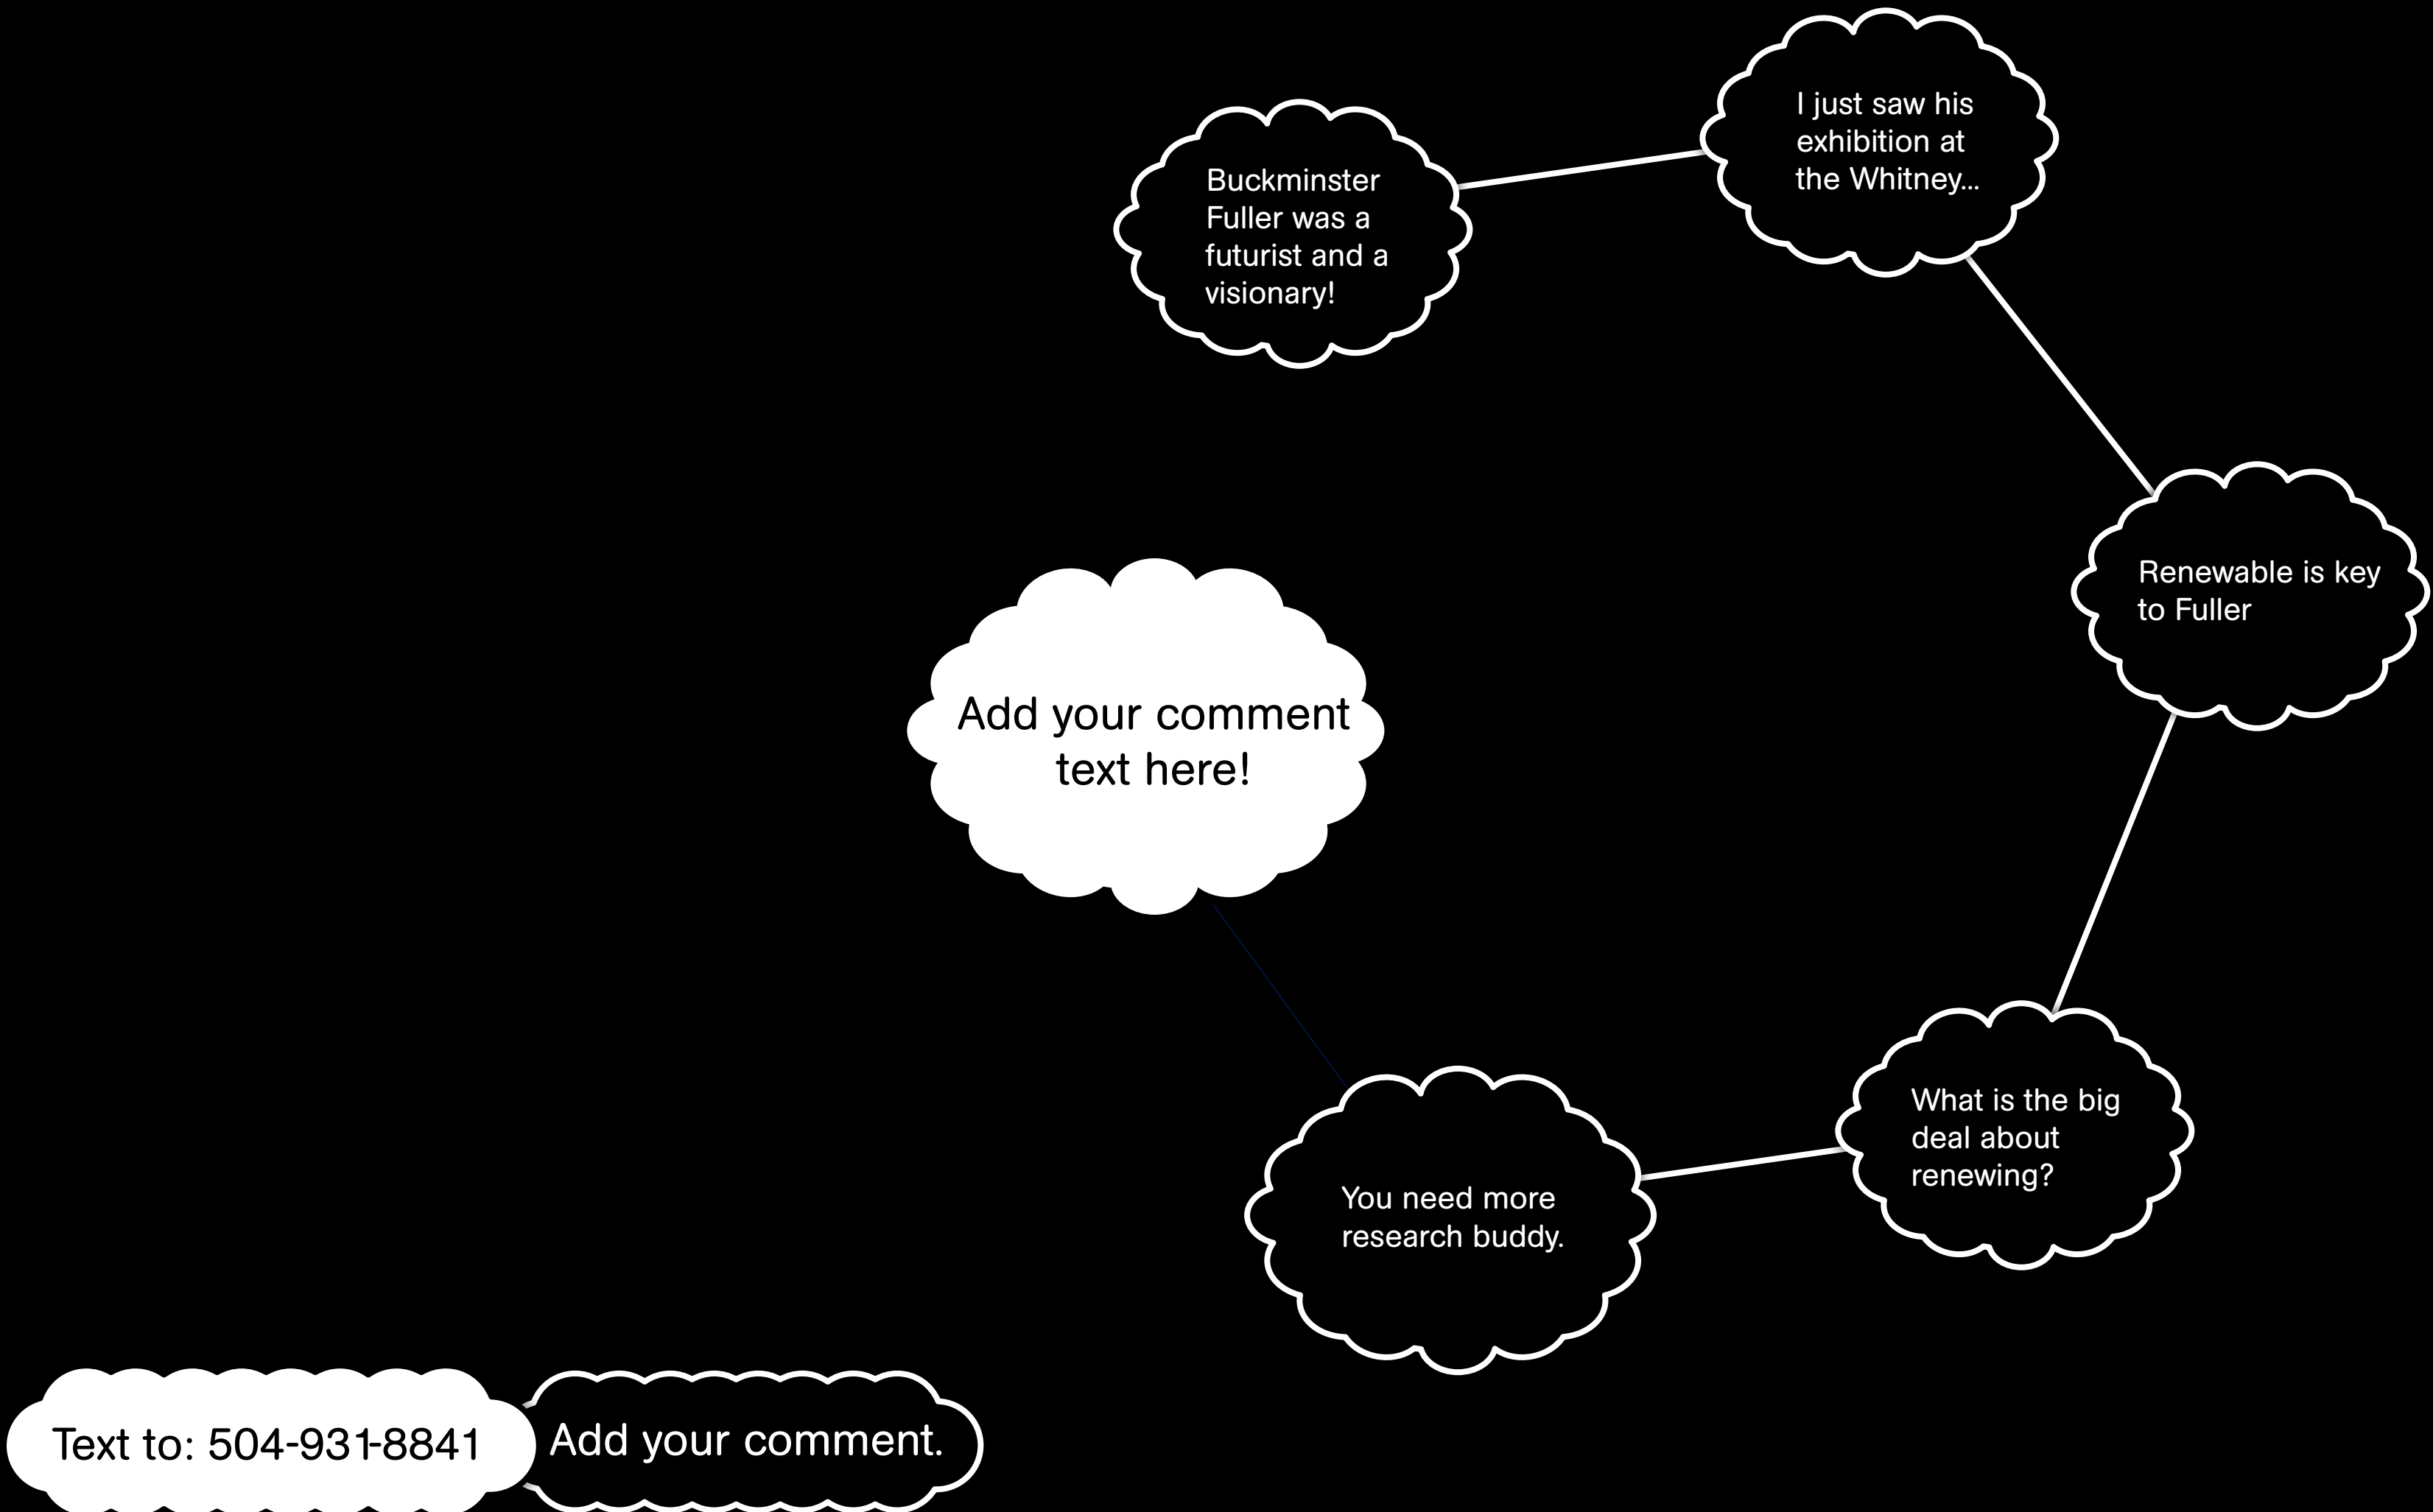 Buckminster
Fuller was a
futurist and a
visionary!
I just saw his
exhibition at
the Whitney...
Renewable is key
to Fuller
What is the big
deal about
renewing?
You need more
research buddy.
Add your comment
text here!
Text to: 504-931-8841
Add your comment.